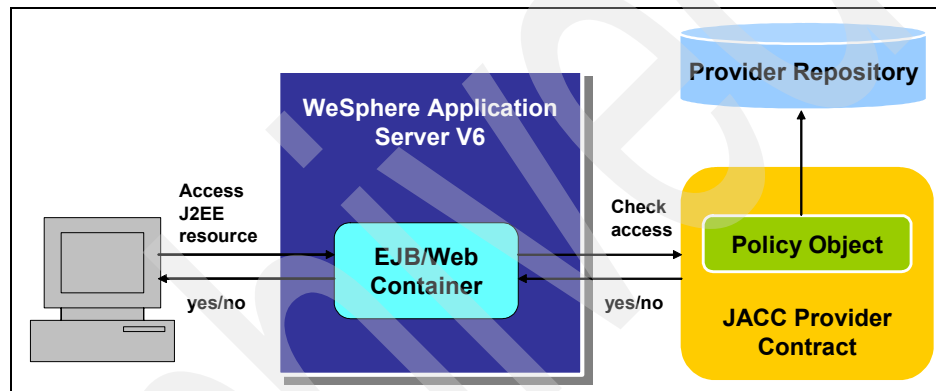 Provider Repository
WeSphere Application
Server V6
Access
J2EE
resource
Check
access
EJB/Web
Container
Policy Object
yes/no
yes/no
JACC Provider
Contract